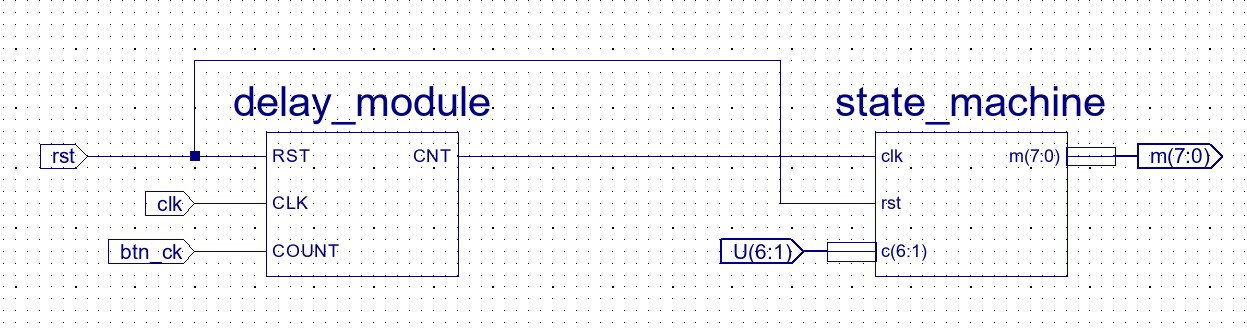 delay_module
state_machine
rst
RST
CNT
clk
m(7:0)
m(7:0)
clk
CLK
rst
btn_ck
COUNT
U(6:1)
c(6:1)